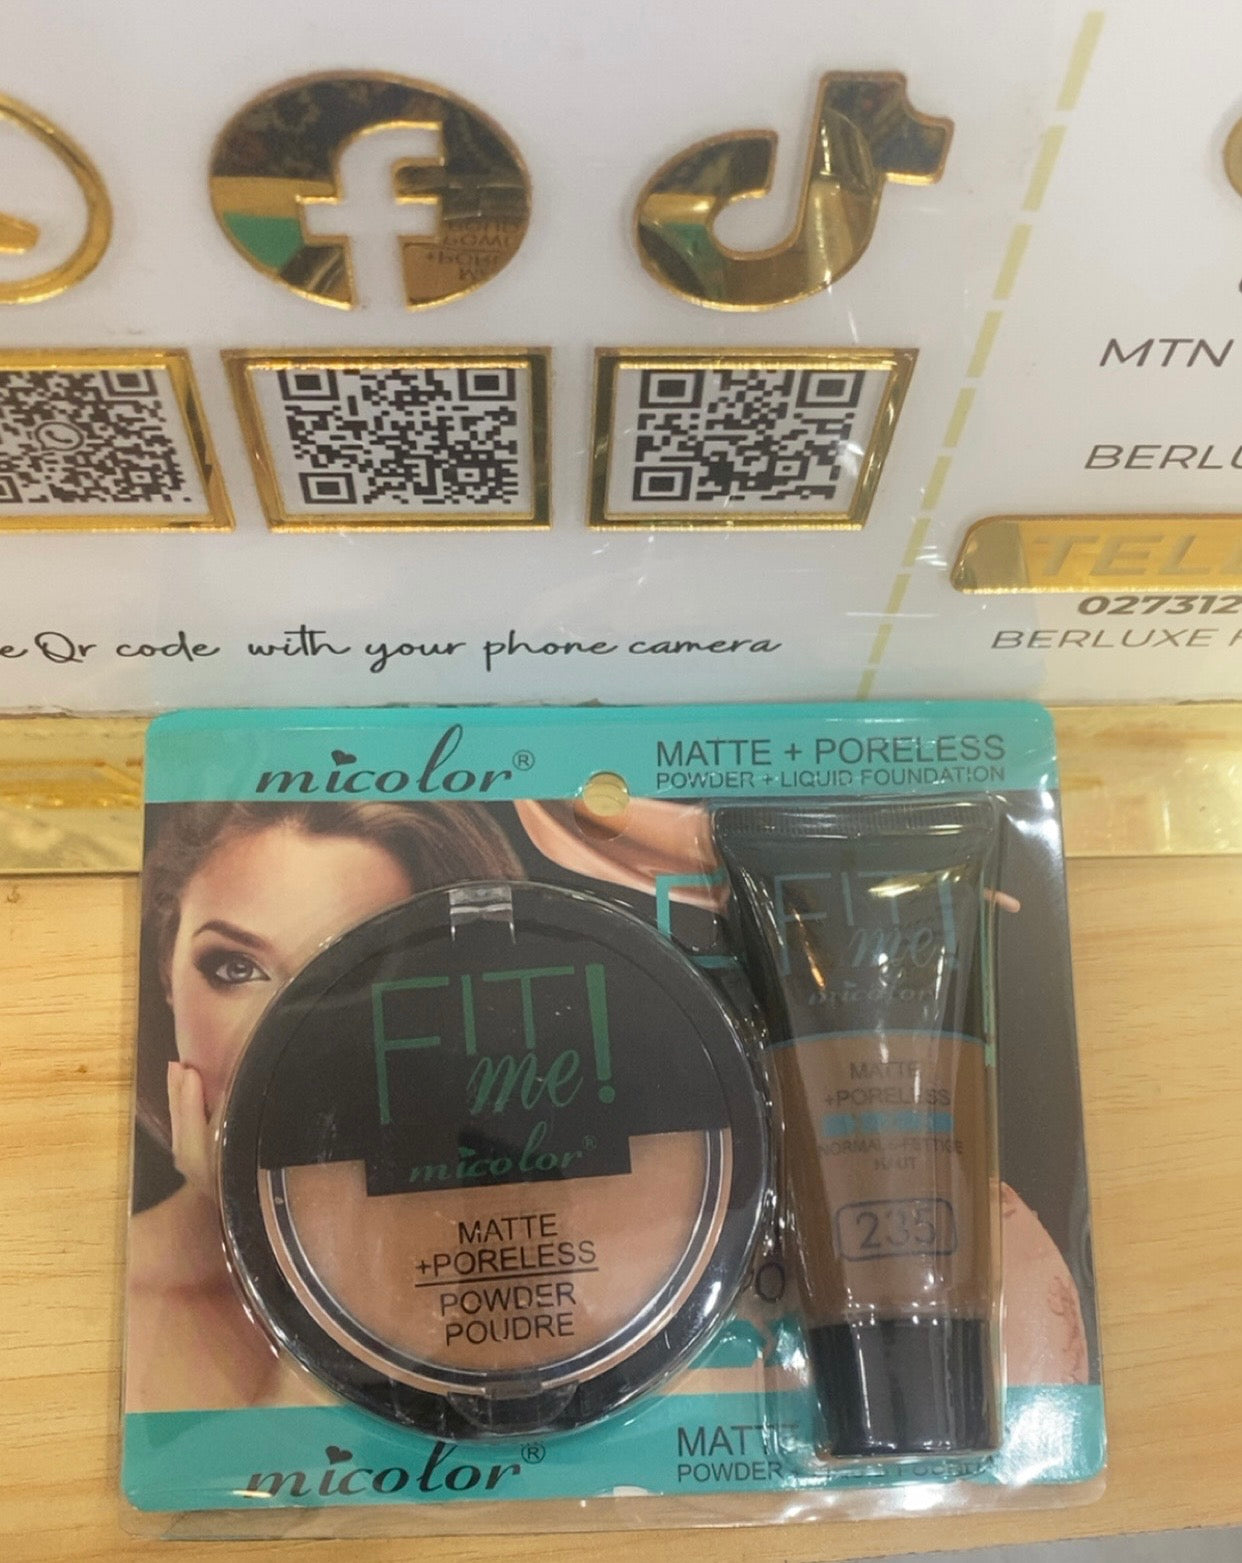 MTN
e Qr code with your phone camera
027312
BERLUXE
micolor®
MATTE + PORELESS
POWDER + LIQUID FOUNDATION
FIT
me!
micolor®
MATTE
+PORELESS
POWDER
POUDRE
FIT
me!
micolor
MATTE
+PORELESS
HAUT
235
micolor®
MATTE
POWDER